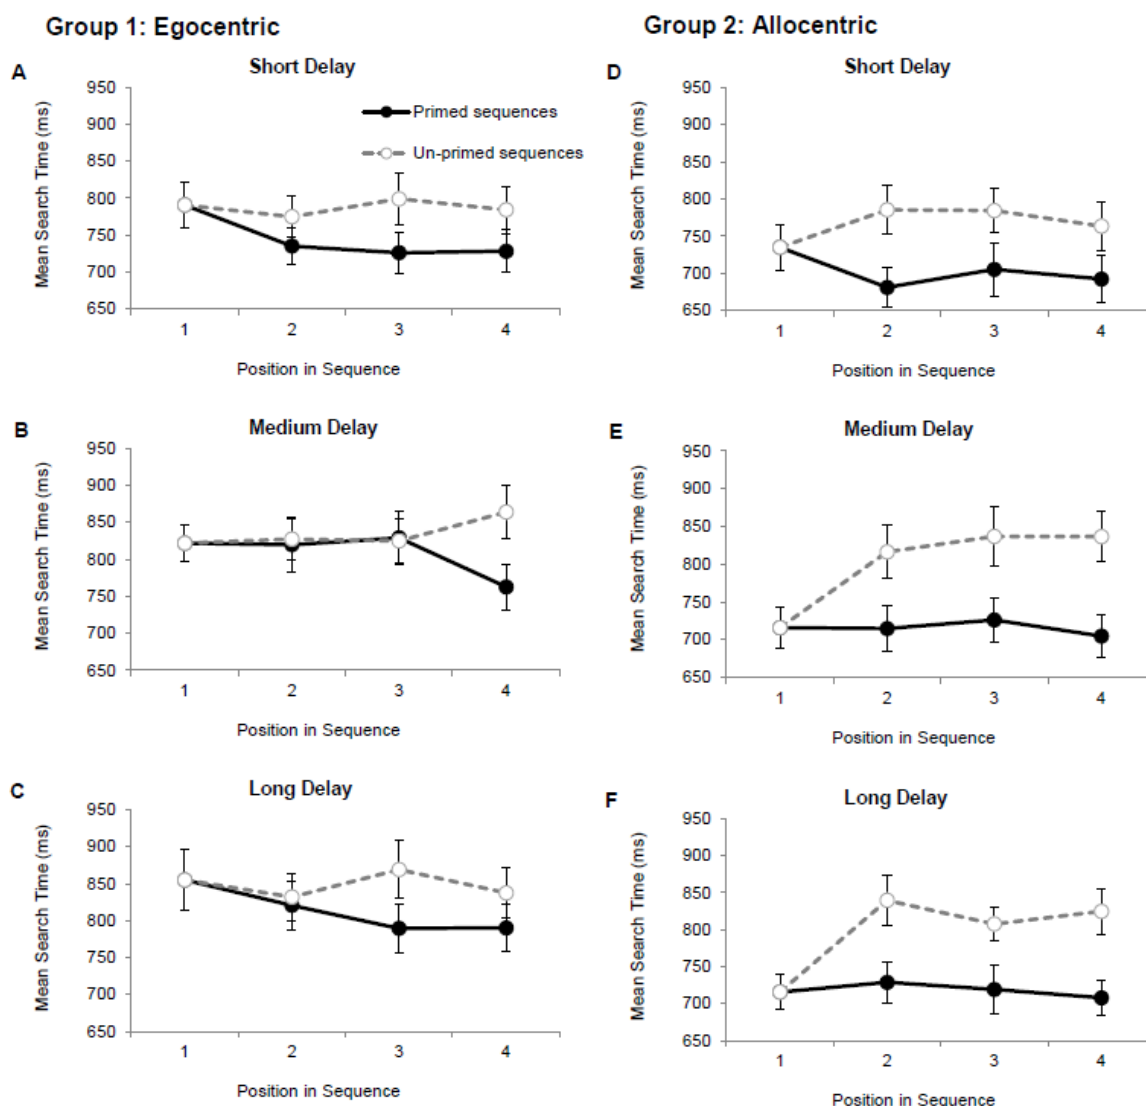 Group 1: Egocentric
Group 2: Allocentric
A
Short Delay
Mean Search Time (ms)
950
900
850
800
750
700
650
Primed sequences
Un-primed sequences
1 2 3 4
Position in Sequence
D
Short Delay
Mean Search Time (ms)
950
900
850
800
750
700
650
1 2 3 4
Position in Sequence
B
Medium Delay
Mean Search Time (ms)
950
900
850
800
750
700
650
1 2 3 4
Position in Sequence
E
Medium Delay
Mean Search Time (ms)
950
900
850
800
750
700
650
1 2 3 4
Position in Sequence
C
Long Delay
Mean Search Time (ms)
950
900
850
800
750
700
650
1 2 3 4
Position in Sequence
F
Long Delay
Mean Search Time (ms)
950
900
850
800
750
700
650
1 2 3 4
Position in Sequence